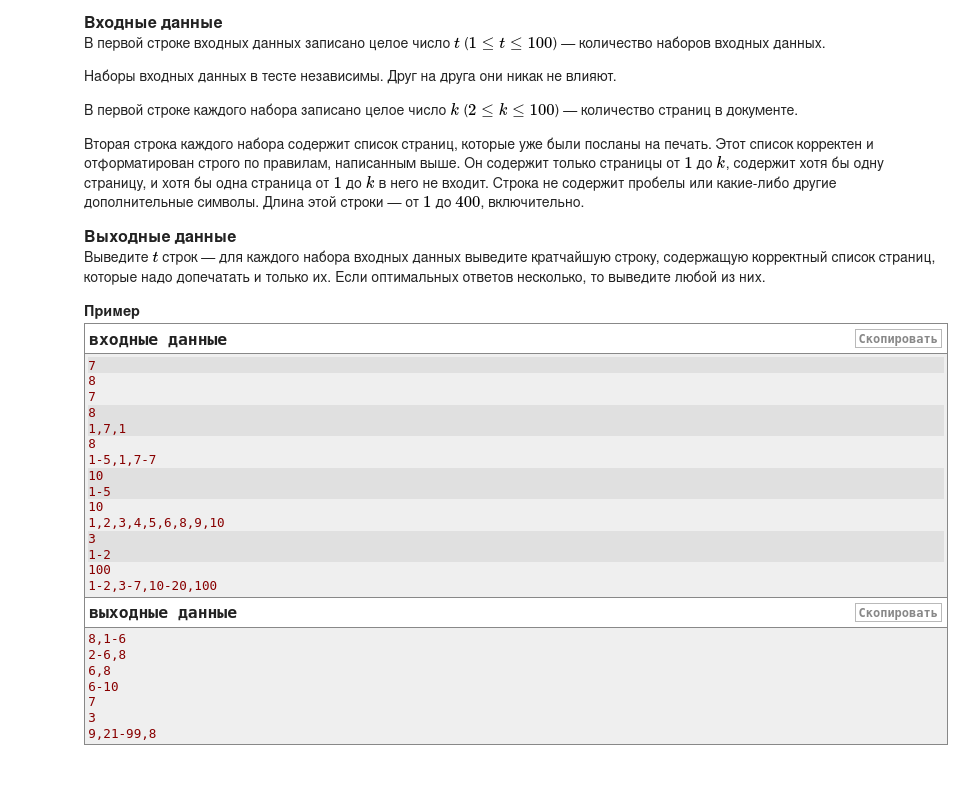 Входные данные
В первой строке входных данных записано целое число t (1 ≤ t ≤ 100) — количество наборов входных данных.
Наборы входных данных в тесте независимы. Друг на друга они никак не влияют.
В первой строке каждого набора записано целое число k (2 ≤ k ≤ 100) — количество страниц в документе.
Вторая строка каждого набора содержит список страниц, которые уже были посланы на печать. Этот список корректен и
отформатирован строго по правилам, написанным выше. Он содержит только страницы от 1 до k, содержит хотя бы одну
страницу, и хотя бы одна страница от 1 до k в него не входит. Строка не содержит пробелы или какие-либо другие
дополнительные символы. Длина этой строки — от 1 до 400, включительно.
Выходные данные
Выведите t строк — для каждого набора входных данных выведите кратчайшую строку, содержащую корректный список страниц,
которые надо допечатать и только их. Если оптимальных ответов несколько, то выведите любой из них.
Пример
входные данные
Скопировать
7
8
7
8
1,7,1
8
1-5,1,7-7
10
1-5
10
1,2,3,4,5,6,8,9,10
3
1-2
100
1-2,3-7,10-20,100
выходные данные
Скопировать
8,1-6
2-6,8
6,8
6-10
7
3
9,21-99,8